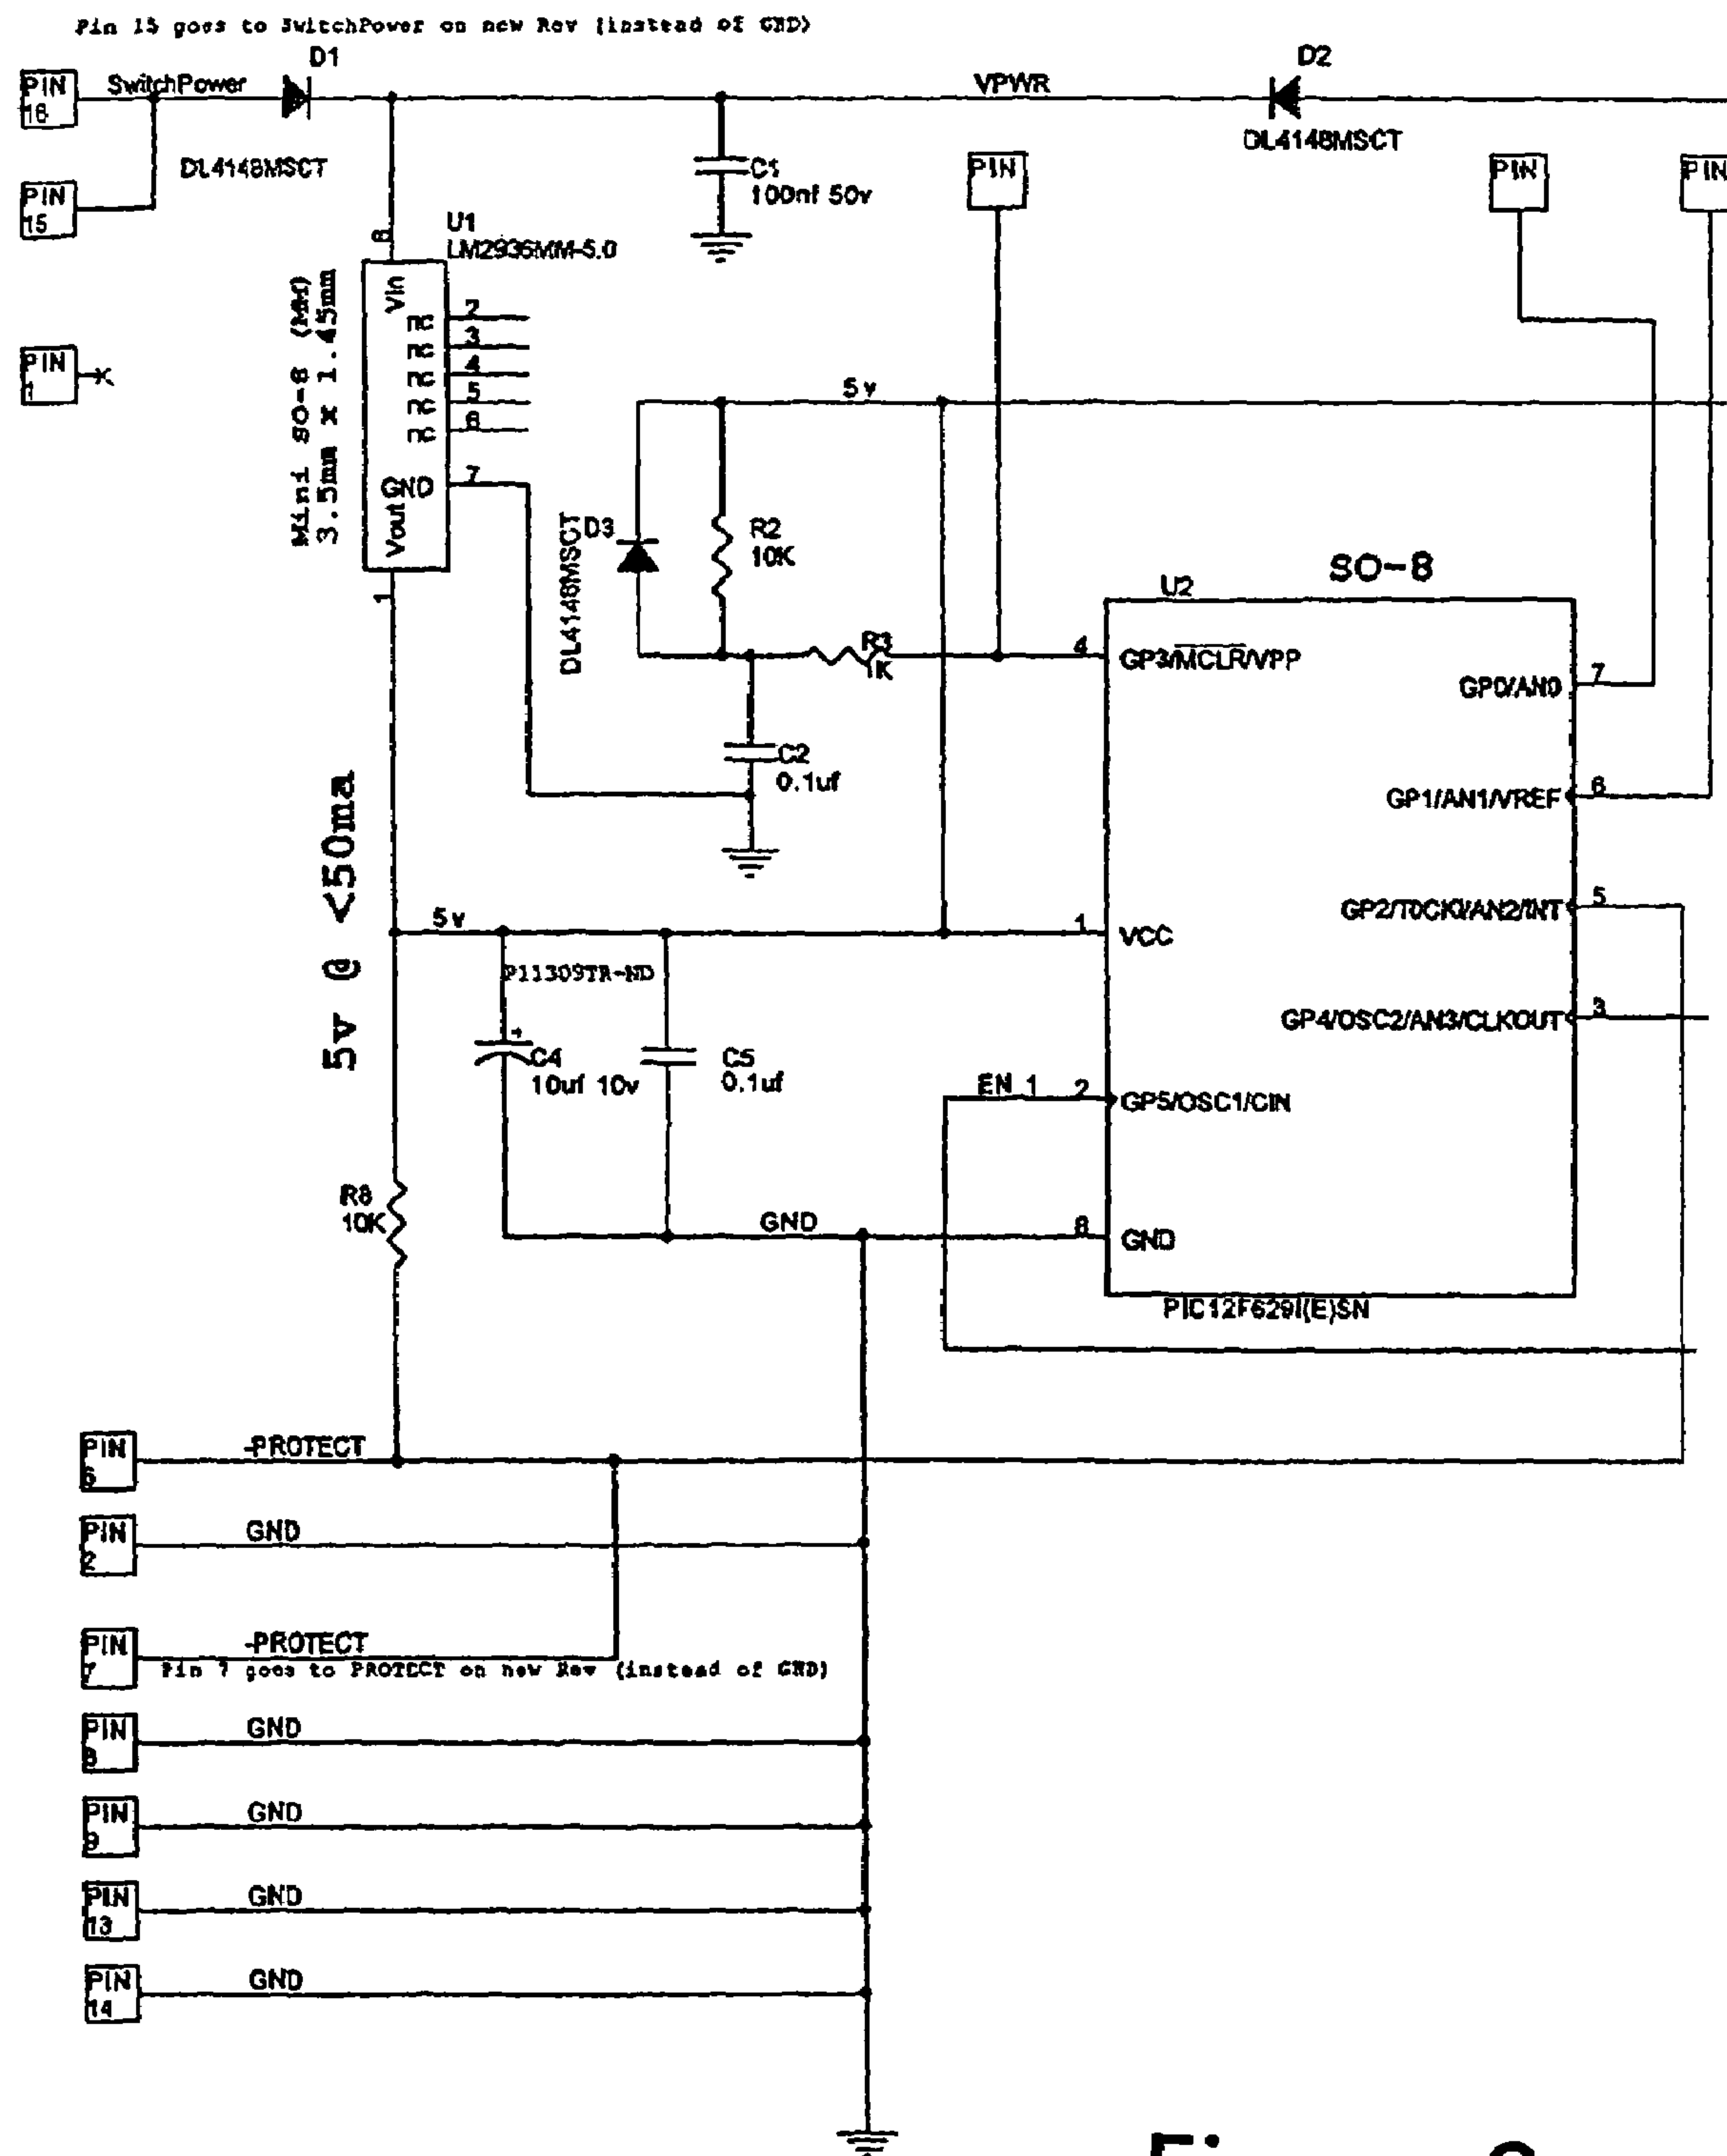 Pin 15 goes to SwitchPower on new Rev (instead of GND)
D1
D2
PIN
16
SwitchPower
VPWR
DL4148MSCT
DL4148MSCT
PIN
15
C1
100nf 50v
PIN
PIN
PIN
U1
LM2936MM-5.0
8
Vin
Mini SO-8 (MM)
3.5mm x 1.45mm
nc 2
nc 3
nc 4
nc 5
nc 6
GND 7
Vout
1
PIN
1
5v
D3
DL4148MSCT
R2
10K
SO-8
U2
R3
1K
4
GP3/MCLR/VPP
GP0/AN0
7
C2
0.1uf
GP1/AN1/VREF
6
5v @ <50ma
GP2/T0CKI/AN2/INT
5
5v
1
VCC
P11309TR-ND
GP4/OSC2/AN3/CLKOUT
3
+
C4
10uf 10v
C5
0.1uf
EN_1
2
GP5/OSC1/CIN
R8
10K
GND
8
GND
PIC12F629I(E)SN
PIN
6
-PROTECT
PIN
2
GND
PIN
7
-PROTECT
Pin 7 goes to PROTECT on new Rev (instead of GND)
PIN
8
GND
PIN
9
GND
PIN
13
GND
PIN
14
GND